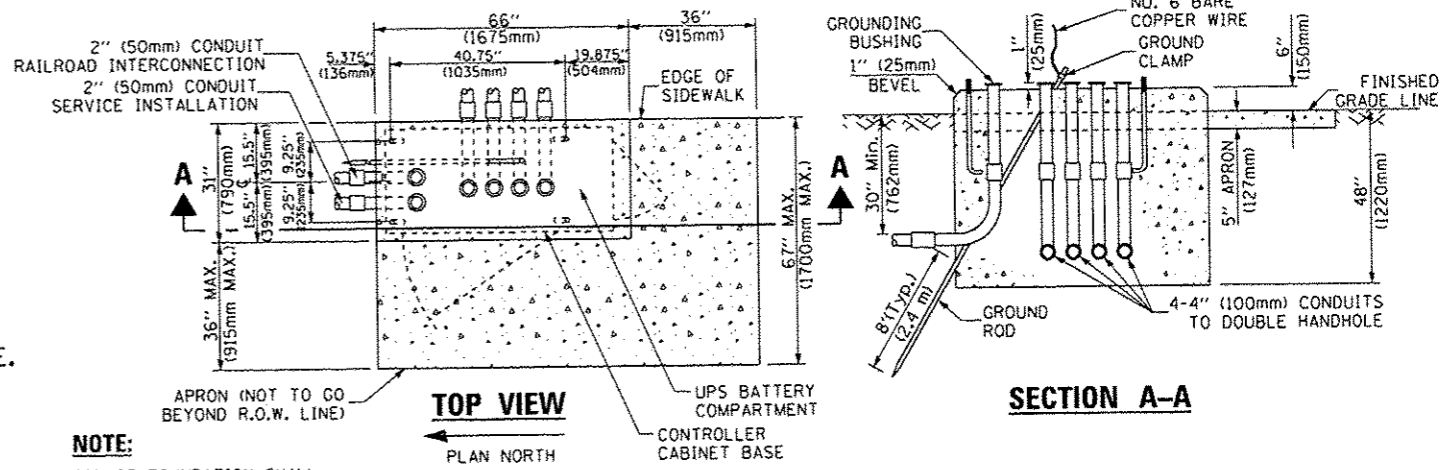 66"
(1675mm)
36"
(915mm)
2" (50mm) CONDUIT
RAILROAD INTERCONNECTION
2" (50mm) CONDUIT
SERVICE INSTALLATION
5.375"
(136mm)
40.75"
(1035mm)
19.875"
(504mm)
EDGE OF
SIDEWALK
A
31"
(790mm)
15.5" 15.5"
(395mm) (395mm)
9.25" 9.25"
(235mm) (235mm)
A
67" MAX.
(1700mm MAX.)
36" MAX.
(915mm MAX.)
E.
APRON (NOT TO GO
BEYOND R.O.W. LINE)
TOP VIEW
PLAN NORTH
UPS BATTERY
COMPARTMENT
CONTROLLER
CABINET BASE
NOTE:
GROUNDING
BUSHING
1" (25mm)
BEVEL
1"
(25mm)
NO. 6 BARE
COPPER WIRE
GROUND
CLAMP
6"
(150mm)
FINISHED
GRADE LINE
30" Min.
(762mm)
5" APRON
(127mm)
48"
(1220mm)
8'(Typ.)
(2.4 m)
GROUND
ROD
4-4" (100mm) CONDUITS
TO DOUBLE HANDHOLE
SECTION A-A